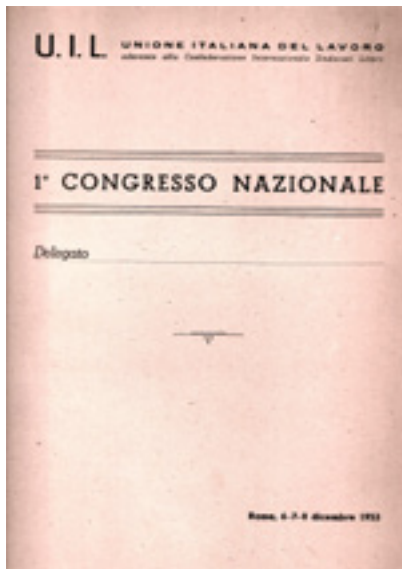 U. I. L. UNIONE ITALIANA DEL LAVORO
aderente alla Confederazione Internazionale Sindacati Liberi
1° CONGRESSO NAZIONALE
Delegato
Roma, 6-7-8 dicembre 1953